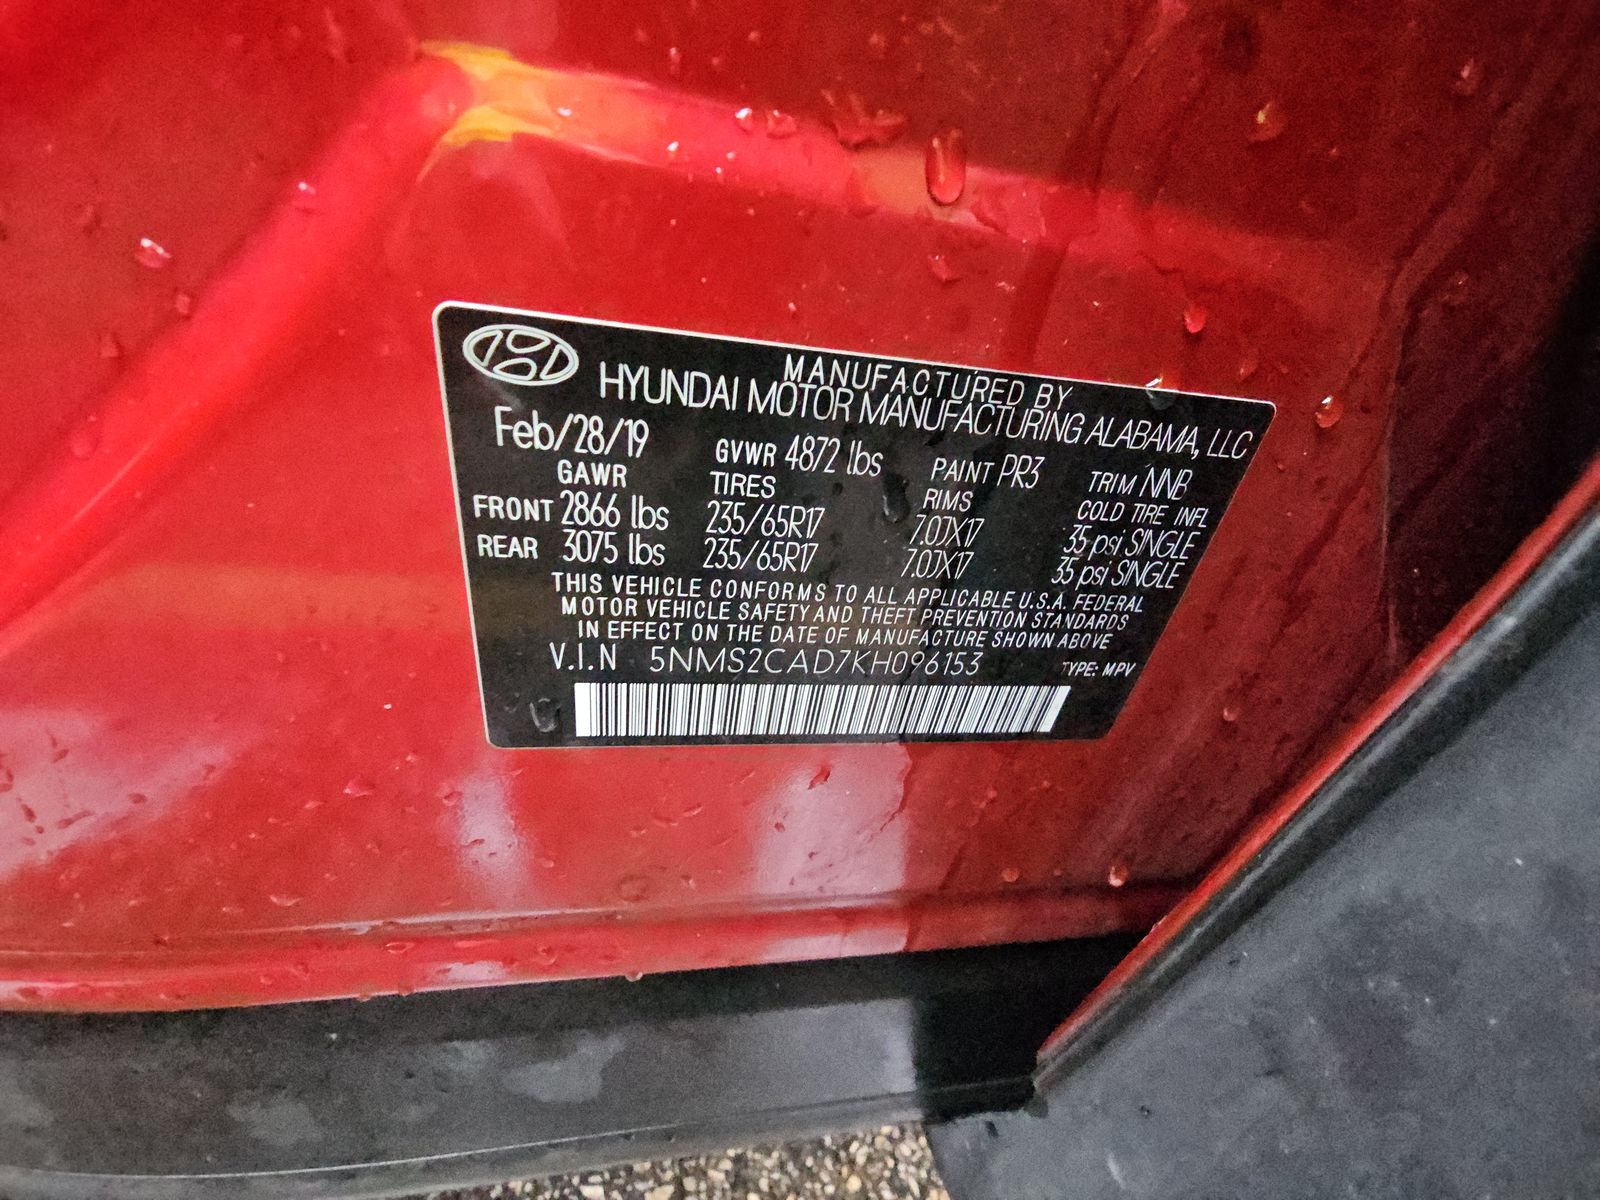 MANUFACTURED BY
HYUNDAI MOTOR MANUFACTURING ALABAMA, LLC
Feb/28/19 GVWR 4872 lbs PAINT PR3 TRIM NNB
GAWR TIRES RIMS COLD TIRE INFL
FRONT 2866 lbs 235/65R17 7.0JX17 35 psi SINGLE
REAR 3075 lbs 235/65R17 7.0JX17 35 psi SINGLE
THIS VEHICLE CONFORMS TO ALL APPLICABLE U.S.A. FEDERAL
MOTOR VEHICLE SAFETY AND THEFT PREVENTION STANDARDS
IN EFFECT ON THE DATE OF MANUFACTURE SHOWN ABOVE
V.I.N 5NMS2CAD7KH096153 TYPE: MPV